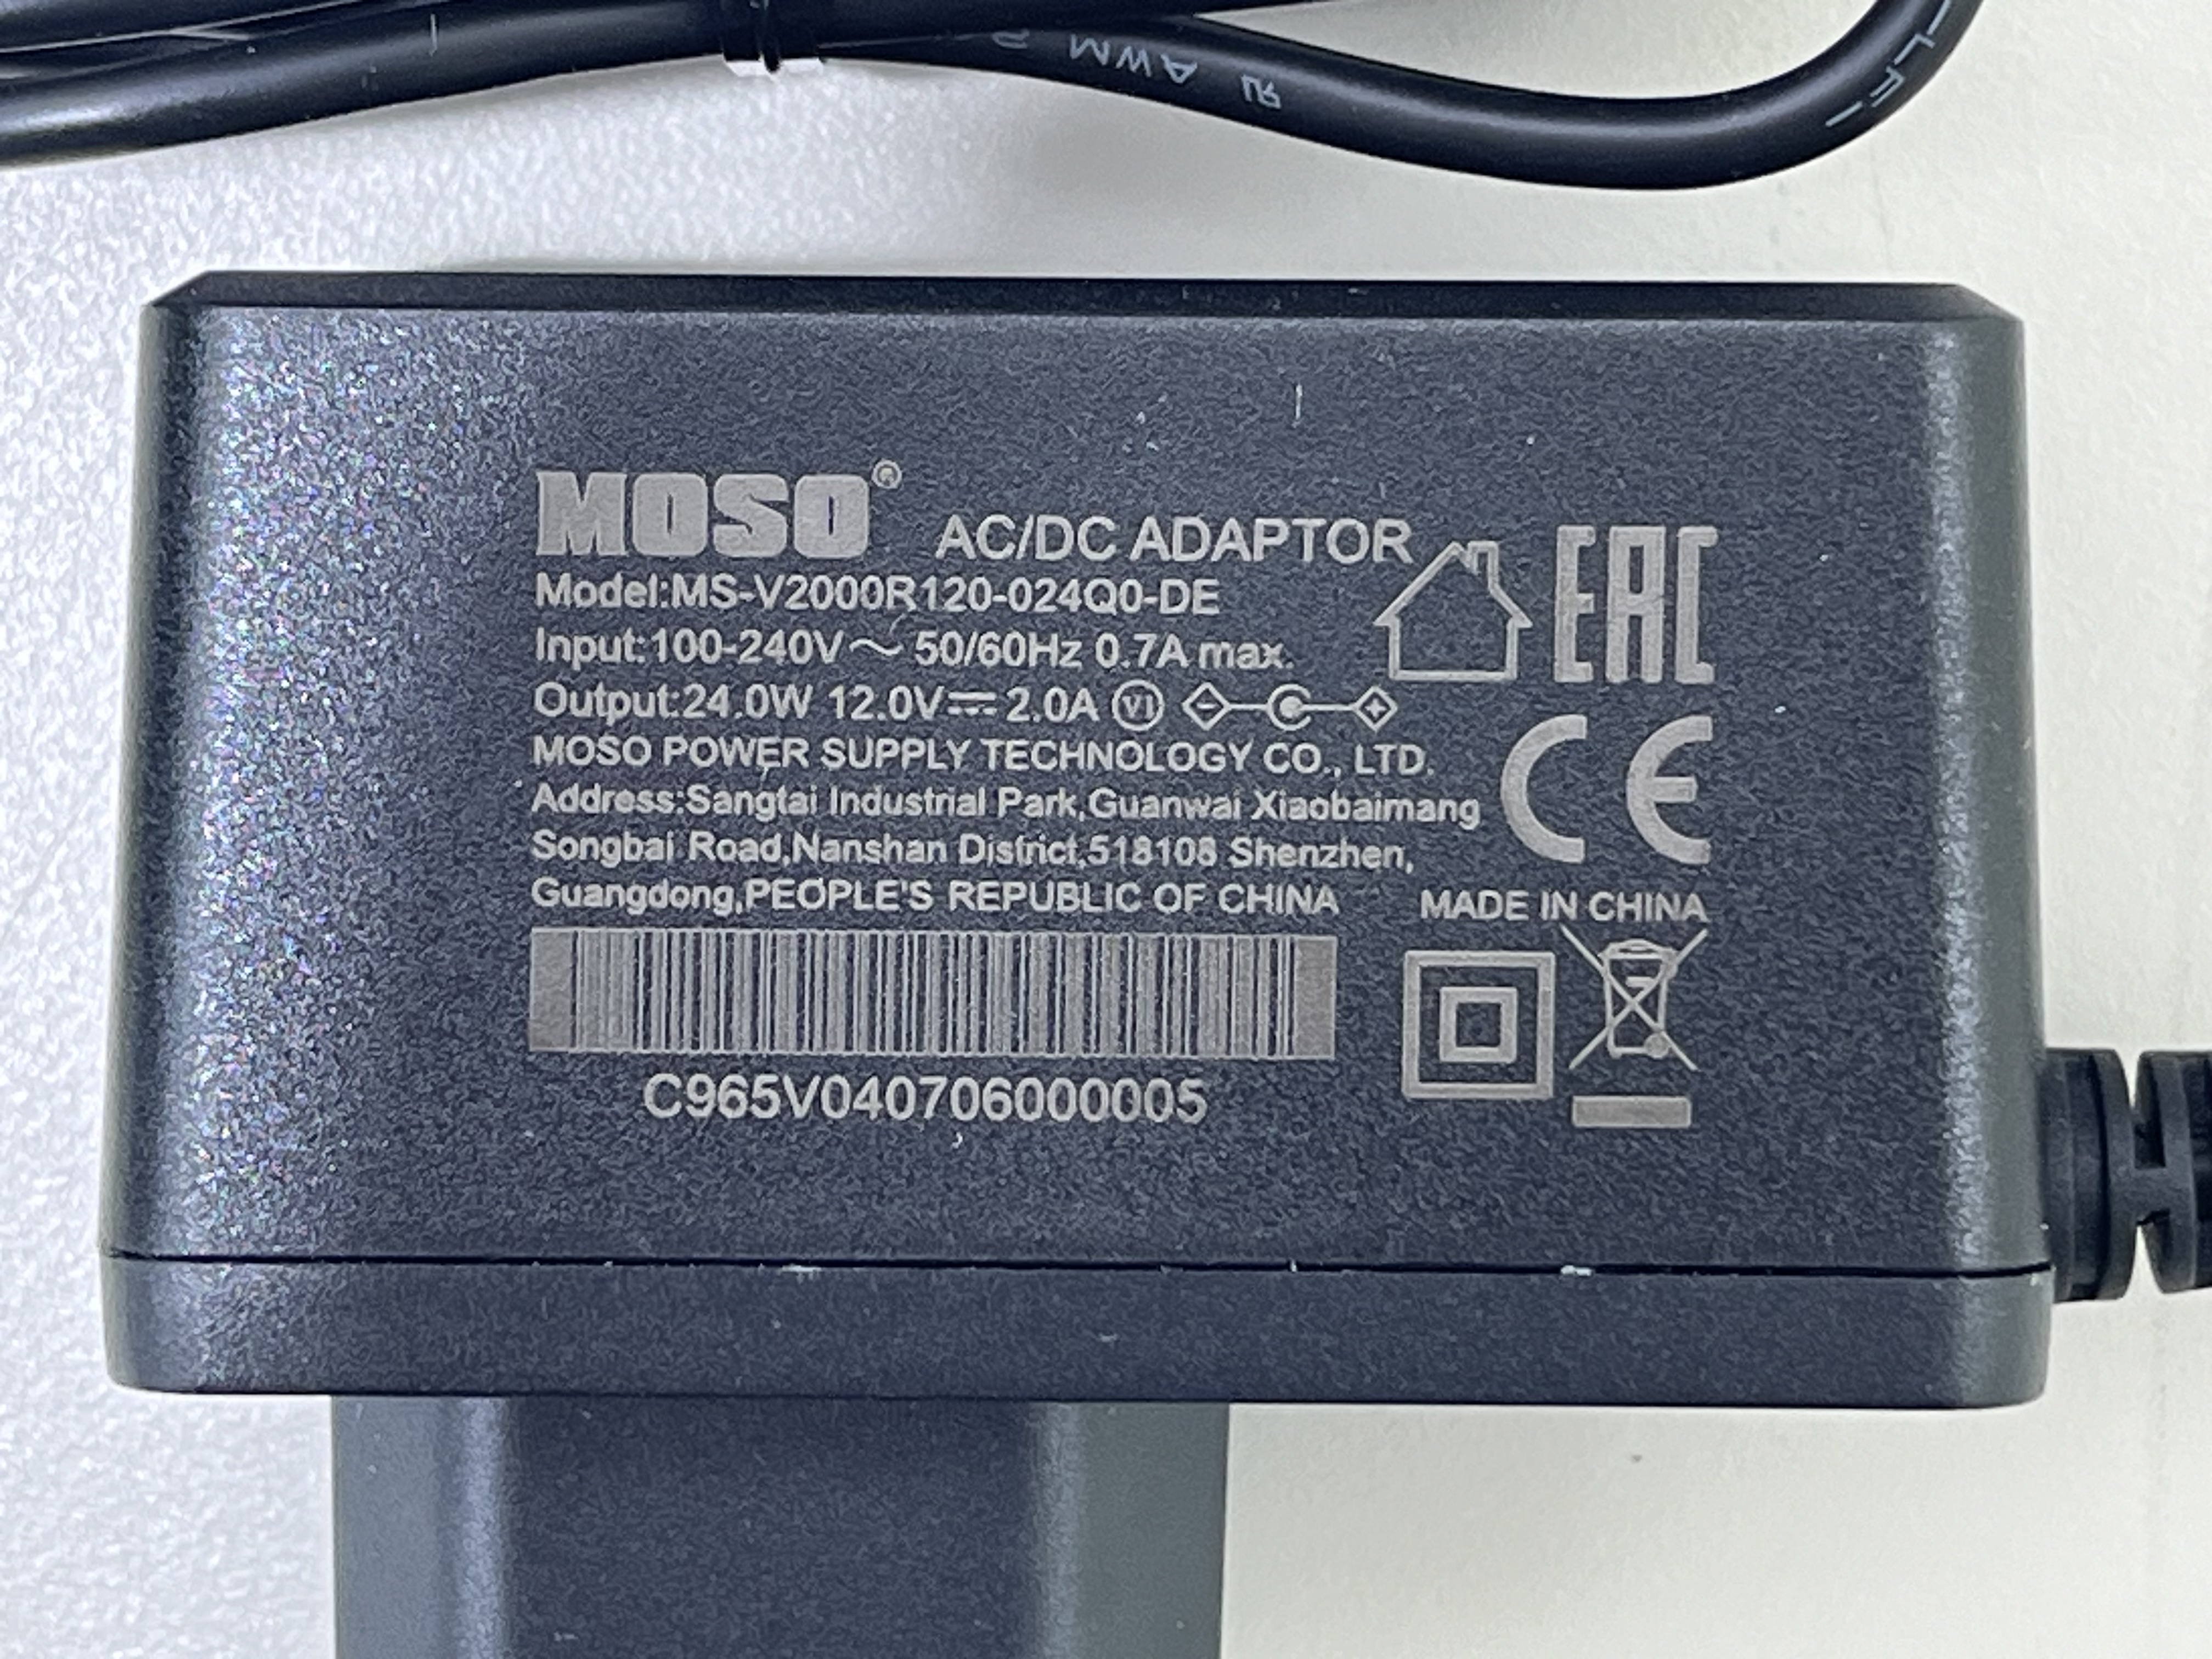 AWM
MOSO®
AC/DC ADAPTOR
Model:MS-V2000R120-024Q0-DE
Input:100-240V～ 50/60Hz 0.7A max.
Output:24.0W 12.0V⎓2.0A VI
MOSO POWER SUPPLY TECHNOLOGY CO., LTD.
Address:Sangtai Industrial Park,Guanwai Xiaobaimang
Songbai Road,Nanshan District,518108 Shenzhen,
Guangdong,PEOPLE'S REPUBLIC OF CHINA
EAC
CE
MADE IN CHINA
C965V040706000005